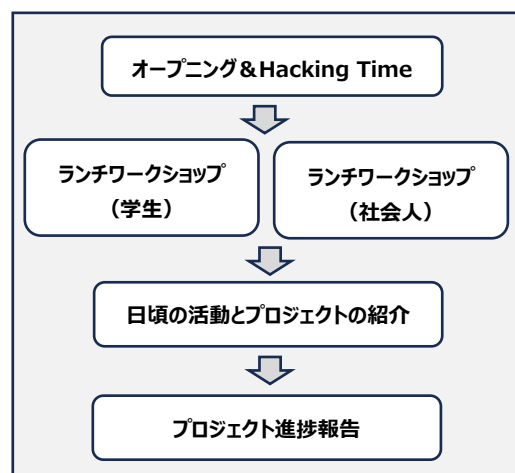 オープニング＆Hacking Time
ランチワークショップ
（学生）
ランチワークショップ
（社会人）
日頃の活動とプロジェクトの紹介
プロジェクト進捗報告